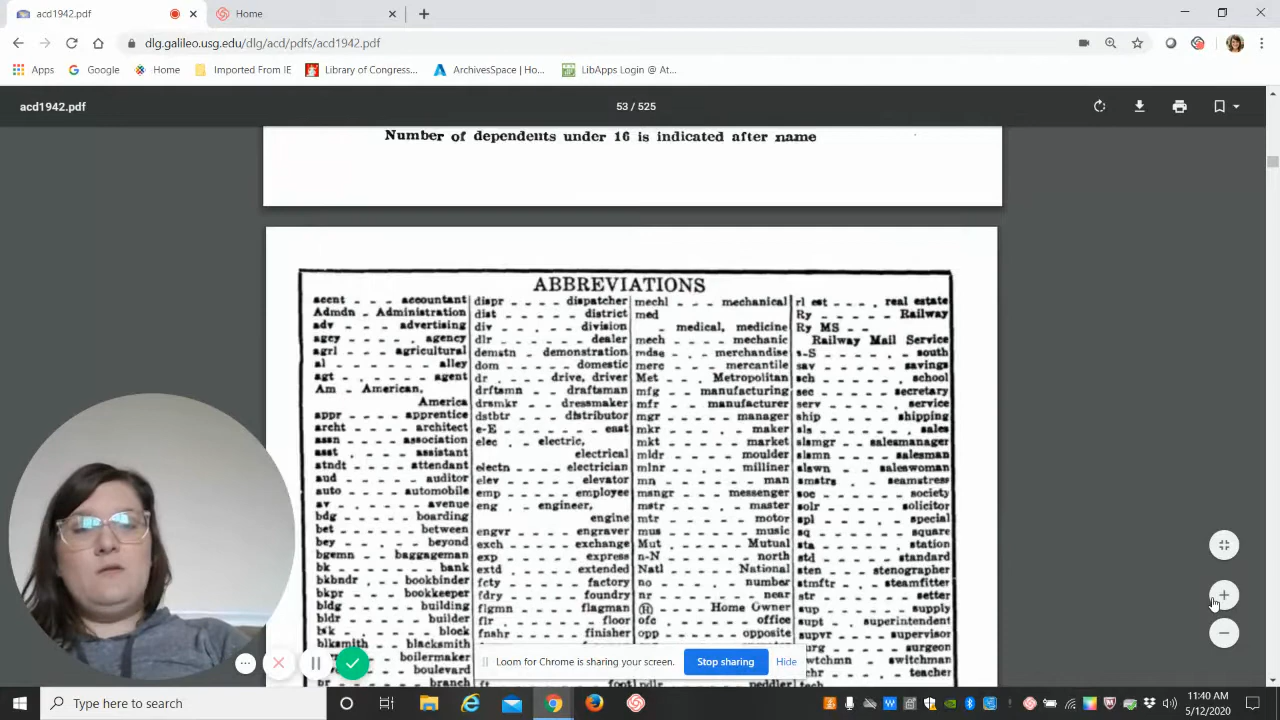 acd1942.pdf
Home
dlg.galileo.usg.edu/dlg/acd/pdfs/acd1942.pdf
Apps
Google
Home
Imported From IE
Library of Congress...
ArchivesSpace | Ho...
LibApps Login @ At...
acd1942.pdf
53 / 525
Number of dependents under 16 is indicated after name
ABBREVIATIONS
accnt - - - accountant
Admdn - Administration
adv - - - - advertising
agcy - - - - - agency
agrl - - - agricultural
al - - - - - - - alley
agt - - - - - - agent
Am - - American,
America
appr - - - - apprentice
archt - - - - architect
assn - - - association
asst - - - - assistant
atndt - - - attendant
aud - - - - - auditor
auto - - - automobile
av - - - - - avenue
bdg - - - - boarding
bet - - - - - between
bey - - - - - beyond
bgemn - - baggageman
bk - - - - - - - bank
bkbndr - - bookbinder
bkpr - - - bookkeeper
bldg - - - - building
bldr - - - - - builder
blk - - - - - - block
blksmith - - blacksmith
boilermaker
boulevard
branch
dispr - - - - dispatcher
dist - - - - - district
div - - - - - division
dlr - - - - - - dealer
demstn - demonstration
dom - - - - domestic
dr - - - - drive, driver
drftsmn - - draftsman
drsmkr - - dressmaker
dstbtr - - - distributor
e-E - - - - - - - east
elec - - electric,
electrical
electn - - - electrician
elev - - - - elevator
emp - - - - employee
eng - - engineer,
engine
engvr - - - - engraver
exch - - - - exchange
exp - - - - - express
extd - - - - extended
fcty - - - - - factory
fdry - - - - - foundry
flgmn - - - - flagman
flr - - - - - - - floor
fnshr - - - - finisher
ft - - - - - - - foot
mechl - - - mechanical
med
- - medical, medicine
mech - - - - mechanic
mdse - - - merchandise
merc - - - - mercantile
Met - - - Metropolitan
mfg - - manufacturing
mfr - - - manufacturer
mgr - - - - - manager
mkr - - - - - - maker
mkt - - - - - market
mldr - - - - moulder
mlnr - - - - - milliner
mn - - - - - - - man
msngr - - - messenger
mstr - - - - - master
mtr - - - - - - motor
mus - - - - - - music
Mut - - - - - Mutual
n-N - - - - - - north
Natl - - - - National
no - - - - - number
nr - - - - - - - near
Ⓗ - - - - Home Owner
ofc - - - - - - office
opp - - - - opposite
pdlr - - - - peddler
rl est - - - - real estate
Ry - - - - - Railway
Ry MS - -
Railway Mail Service
s-S - - - - - - south
sav - - - - - savings
sch - - - - - - school
sec - - - - secretary
serv - - - - - service
ship - - - - shipping
sls - - - - - - - sales
slsmgr - - salesmanager
slsmn - - - - salesman
slswn - - - saleswoman
smstrs - - - seamstress
soc - - - - - society
solr - - - - - solicitor
spl - - - - - - special
sq - - - - - - square
sta - - - - - - station
std - - - - - standard
sten - - - stenographer
stmftr - - - steamfitter
str - - - - - - setter
sup - - - - - - supply
supt - - superintendent
supvr - - - supervisor
surgeon
switchman
teacher
Loom for Chrome is sharing your screen.
Stop sharing
Hide
Type here to search
11:40 AM
5/12/2020